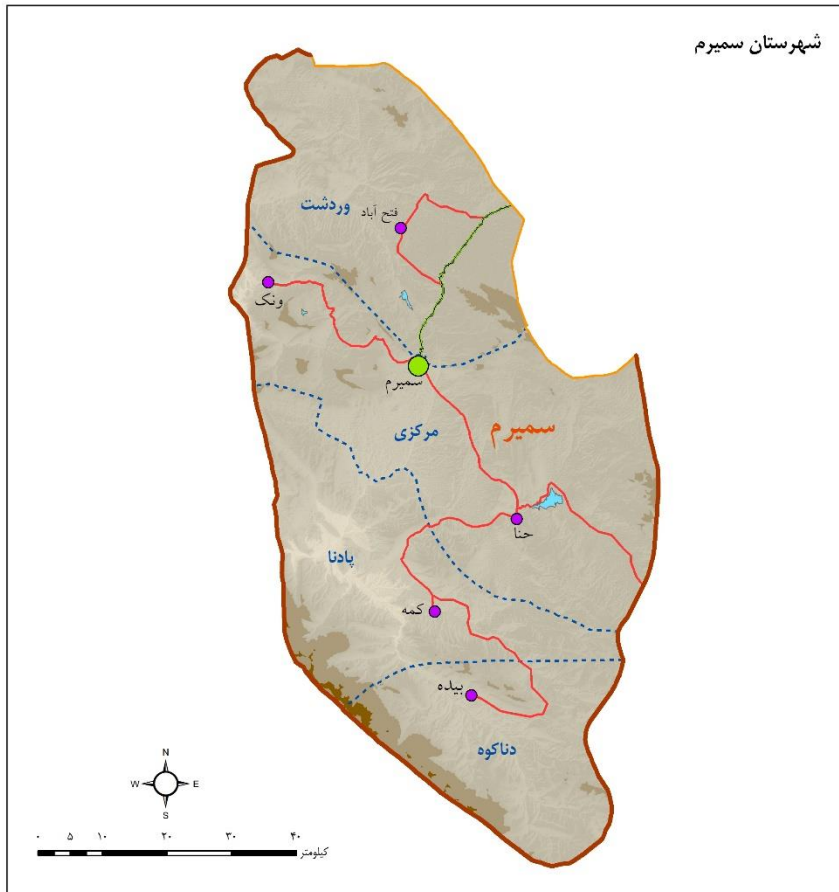 شهرستان سمیرم
وردشت
فتح آباد
ونک
سمیرم
مرکزی
سمیرم
حنا
پادنا
کمه
بیده
دناکوه
N
W E
S
۰ ۵ ۱۰ ۲۰ ۳۰ ۴۰
کیلومتر